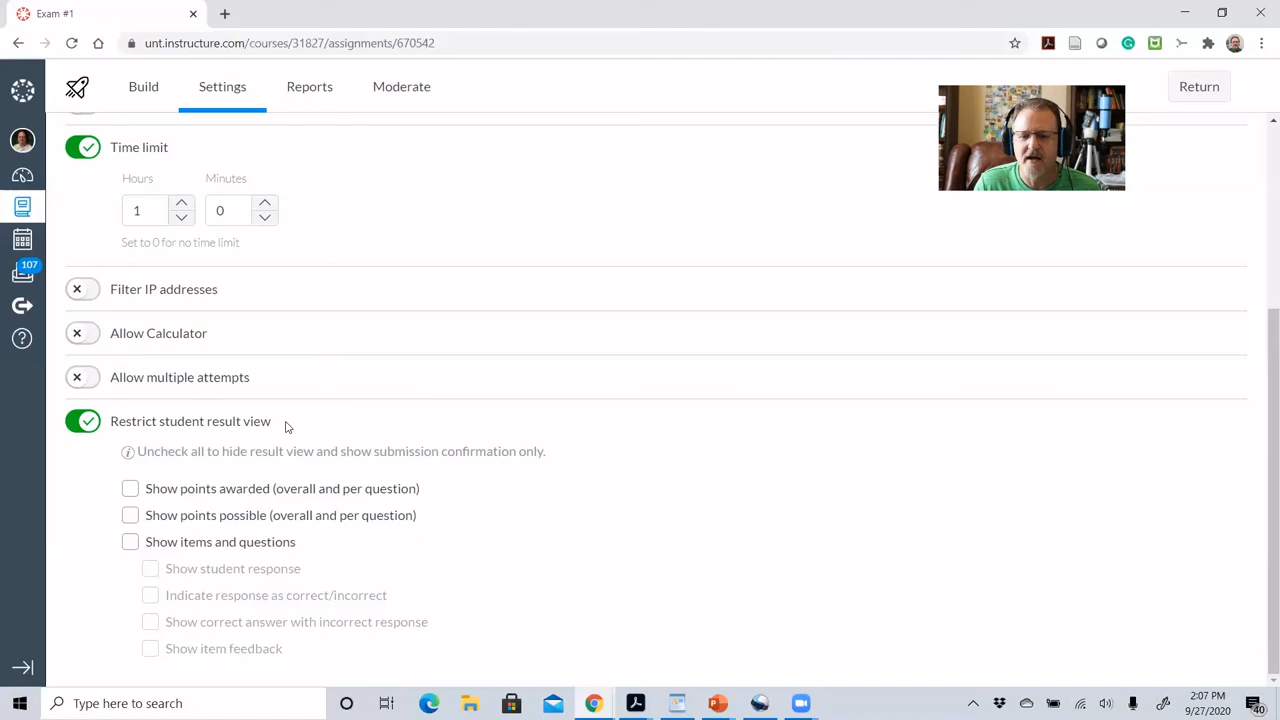 Exam #1
unt.instructure.com/courses/31827/assignments/670542
Build
Settings
Reports
Moderate
Return
Time limit
Hours
Minutes
1
0
Set to 0 for no time limit
107
Filter IP addresses
Allow Calculator
Allow multiple attempts
Restrict student result view
Uncheck all to hide result view and show submission confirmation only.
Show points awarded (overall and per question)
Show points possible (overall and per question)
Show items and questions
Show student response
Indicate response as correct/incorrect
Show correct answer with incorrect response
Show item feedback
Type here to search
2:07 PM
9/27/2020
40